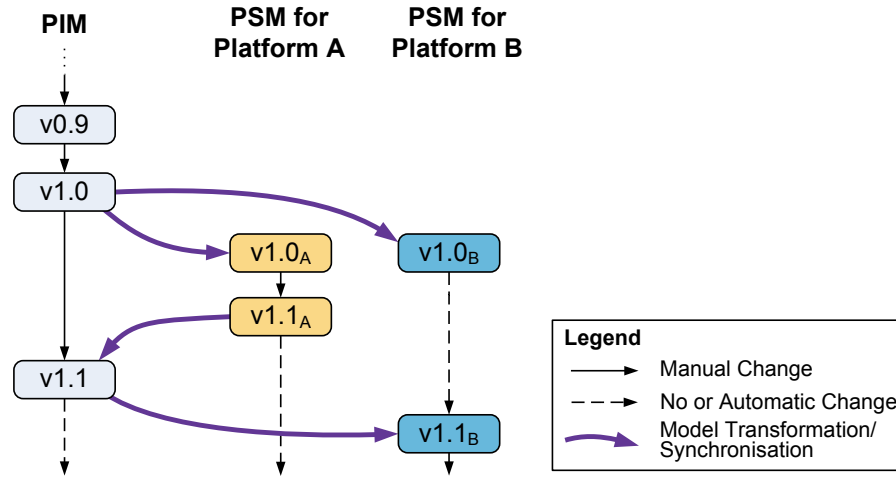 PIM
PSM for
Platform A
PSM for
Platform B
v0.9
v1.0
v1.0A
v1.0B
v1.1A
v1.1
v1.1B
Legend
Manual Change
No or Automatic Change
Model Transformation/
Synchronisation